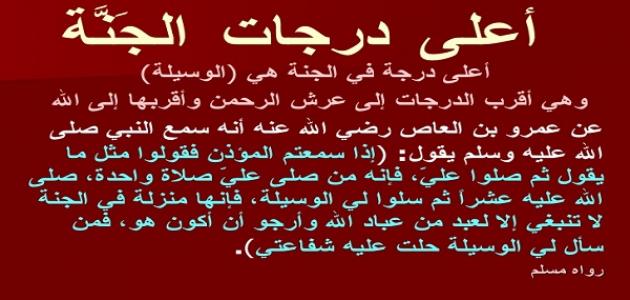 أعلى درجات الجَنَّة
أعلى درجة في الجنة هي (الوسيلة)
وهي أقرب الدرجات إلى عرش الرحمن وأقربها إلى الله
عن عمرو بن العاص رضي الله عنه أنه سمع النبي صلى
الله عليه وسلم يقول: (إذا سمعتم المؤذن فقولوا مثل ما
يقول ثم صلوا عليّ، فإنه من صلى عليّ صلاة واحدة، صلى
الله عليه عشراً ثم سلوا لي الوسيلة، فإنها منزلة في الجنة
لا تنبغي إلا لعبد من عباد الله وأرجو أن أكون هو، فمن
سأل لي الوسيلة حلت عليه شفاعتي).
رواه مسلم